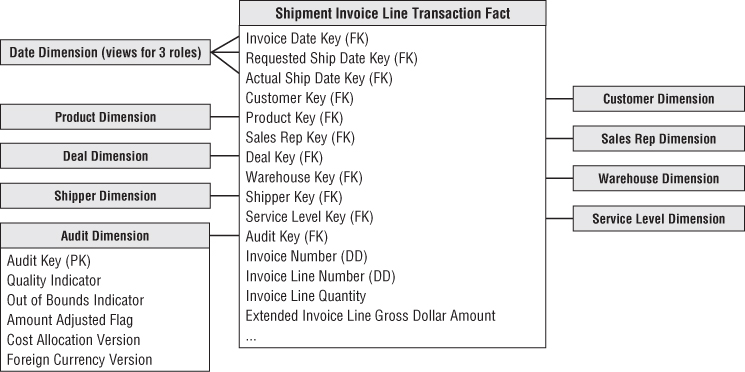 Shipment Invoice Line Transaction Fact
Invoice Date Key (FK)
Requested Ship Date Key (FK)
Actual Ship Date Key (FK)
Customer Key (FK)
Product Key (FK)
Sales Rep Key (FK)
Deal Key (FK)
Warehouse Key (FK)
Shipper Key (FK)
Service Level Key (FK)
Audit Key (FK)
Invoice Number (DD)
Invoice Line Number (DD)
Invoice Line Quantity
Extended Invoice Line Gross Dollar Amount
...
Date Dimension (views for 3 roles)
Product Dimension
Deal Dimension
Shipper Dimension
Audit Dimension
Audit Key (PK)
Quality Indicator
Out of Bounds Indicator
Amount Adjusted Flag
Cost Allocation Version
Foreign Currency Version
Customer Dimension
Sales Rep Dimension
Warehouse Dimension
Service Level Dimension